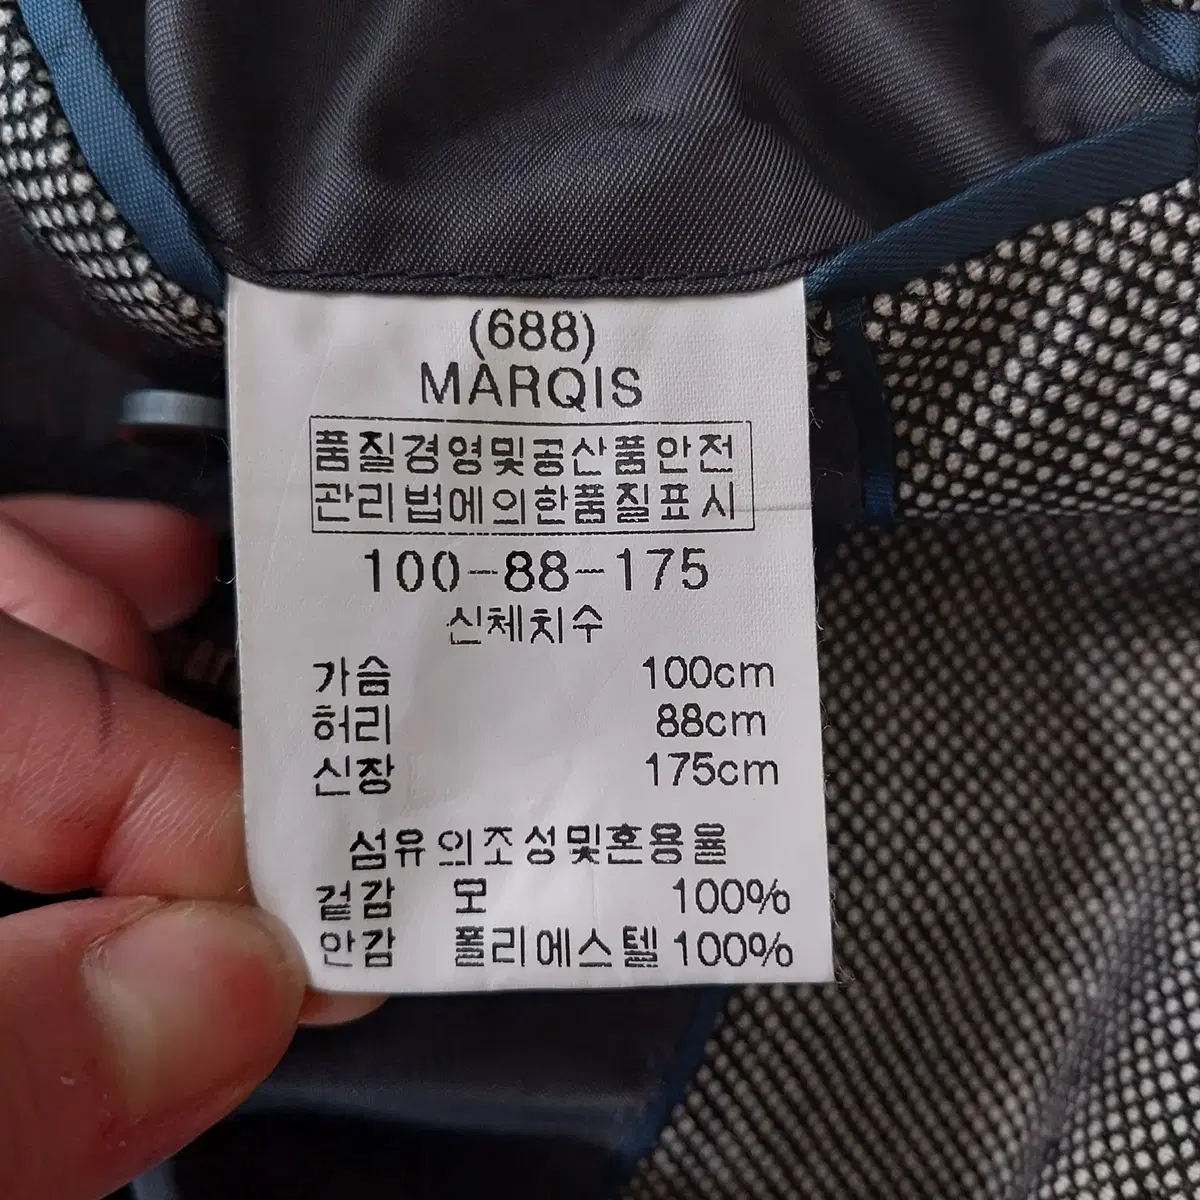 (688)
MARQIS
품질경영및공산품안전
관리법에의한품질표시
100-88-175
신체치수
가슴 100cm
허리 88cm
신장 175cm
섬유의조성및혼용율
겉감 모 100%
안감 폴리에스텔 100%